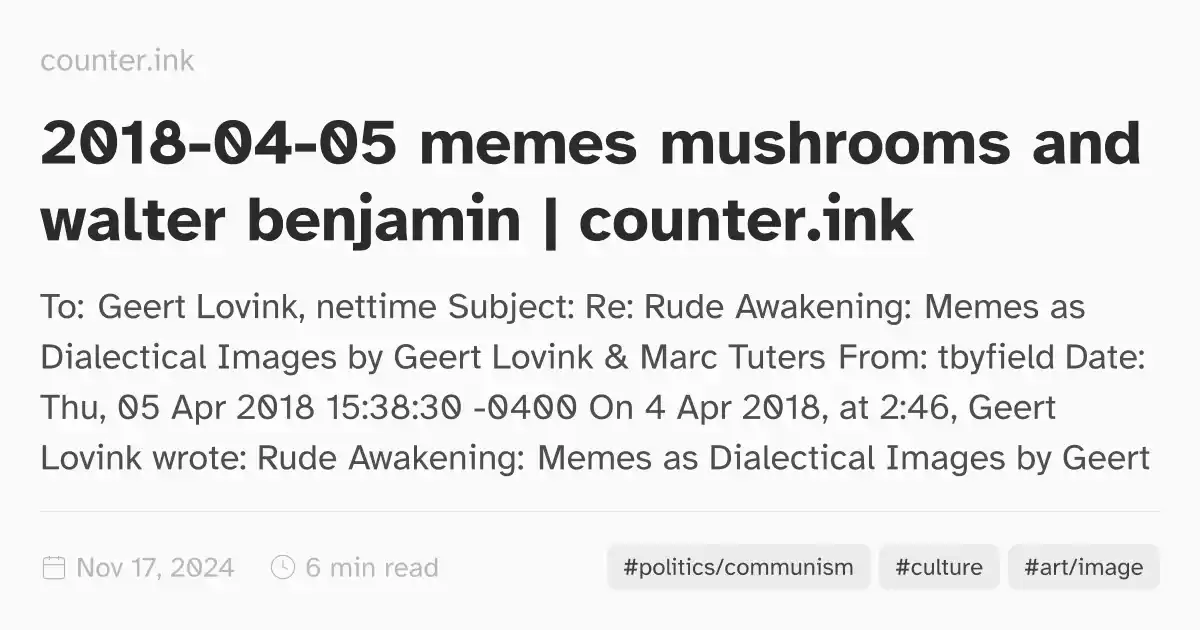 counter.ink
2018-04-05 memes mushrooms and
walter benjamin | counter.ink
To: Geert Lovink, nettime Subject: Re: Rude Awakening: Memes as
Dialectical Images by Geert Lovink & Marc Tuters From: tbyfield Date:
Thu, 05 Apr 2018 15:38:30 -0400 On 4 Apr 2018, at 2:46, Geert
Lovink wrote: Rude Awakening: Memes as Dialectical Images by Geert
Nov 17, 2024 6 min read #politics/communism #culture #art/image